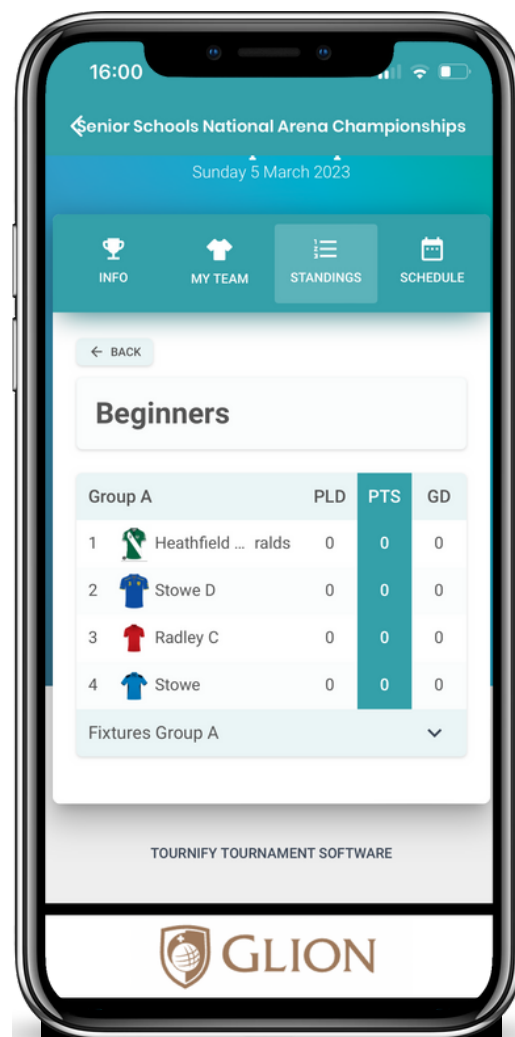 16:00
Senior Schools National Arena Championships
Sunday 5 March 2023
INFO MY TEAM STANDINGS SCHEDULE
← BACK
Beginners
Group A PLD PTS GD
1 Heathfield ... ralds 0 0 0
2 Stowe D 0 0 0
3 Radley C 0 0 0
4 Stowe 0 0 0
Fixtures Group A
TOURNIFY TOURNAMENT SOFTWARE
GLION